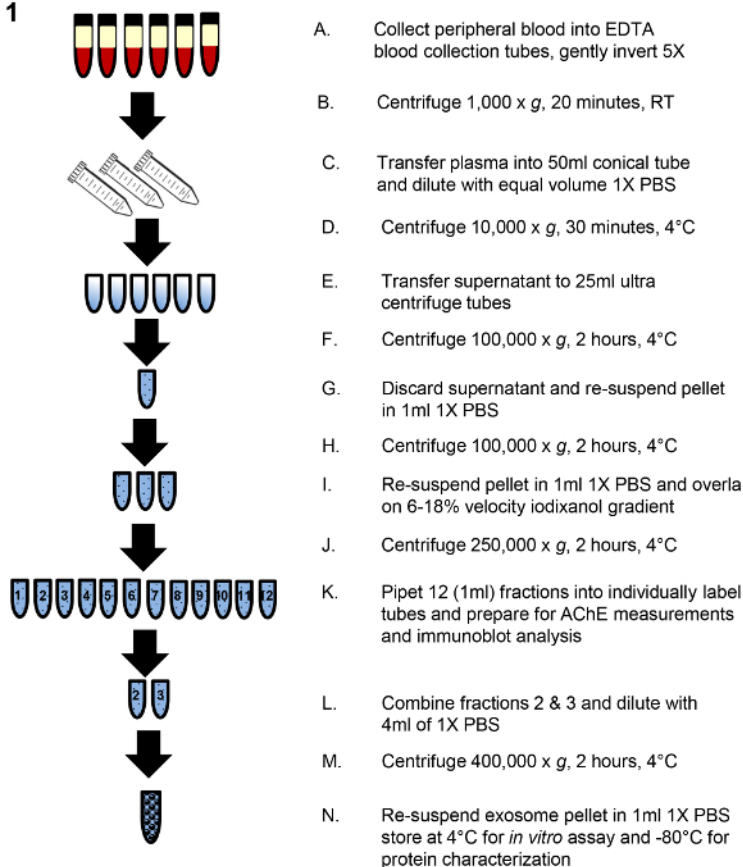 1
A. Collect peripheral blood into EDTA
blood collection tubes, gently invert 5X
B. Centrifuge 1,000 x g, 20 minutes, RT
C. Transfer plasma into 50ml conical tube
and dilute with equal volume 1X PBS
D. Centrifuge 10,000 x g, 30 minutes, 4°C
E. Transfer supernatant to 25ml ultra
centrifuge tubes
F. Centrifuge 100,000 x g, 2 hours, 4°C
G. Discard supernatant and re-suspend pellet
in 1ml 1X PBS
H. Centrifuge 100,000 x g, 2 hours, 4°C
I. Re-suspend pellet in 1ml 1X PBS and overla
on 6-18% velocity iodixanol gradient
J. Centrifuge 250,000 x g, 2 hours, 4°C
1 2 3 4 5 6 7 8 9 10 11 12
K. Pipet 12 (1ml) fractions into individually label
tubes and prepare for AChE measurements
and immunoblot analysis
2 3
L. Combine fractions 2 & 3 and dilute with
4ml of 1X PBS
M. Centrifuge 400,000 x g, 2 hours, 4°C
N. Re-suspend exosome pellet in 1ml 1X PBS
store at 4°C for in vitro assay and -80°C for
protein characterization